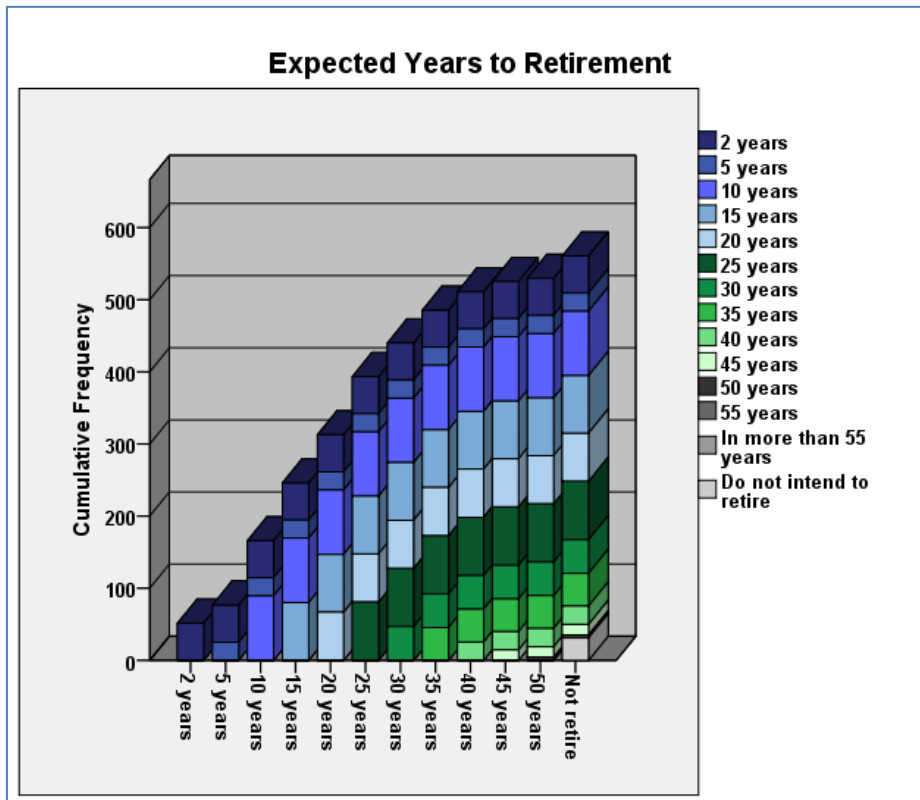 Expected Years to Retirement
Cumulative Frequency
600
500
400
300
200
100
0
2 years
5 years
10 years
15 years
20 years
25 years
30 years
35 years
40 years
45 years
50 years
Not retire
2 years
5 years
10 years
15 years
20 years
25 years
30 years
35 years
40 years
45 years
50 years
55 years
In more than 55
years
Do not intend to
retire